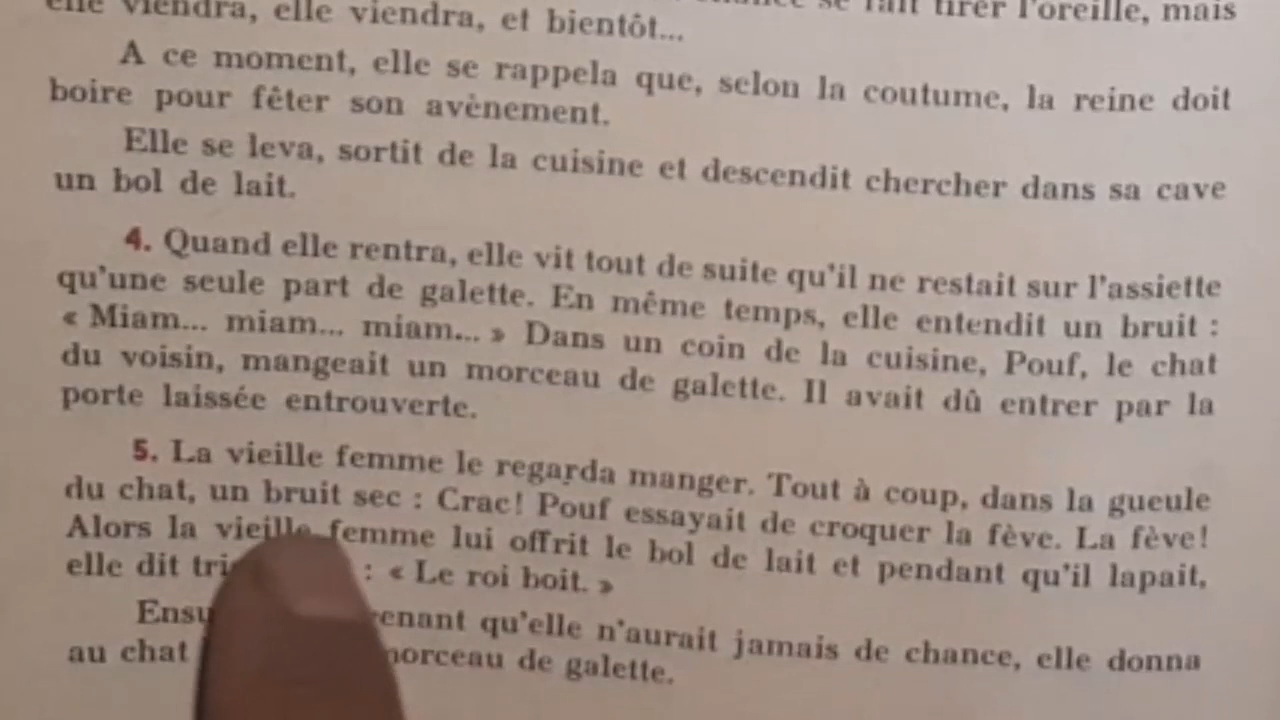 elle viendra, elle viendra, et bientôt... se fait tirer l'oreille, mais
A ce moment, elle se rappela que, selon la coutume, la reine doit
boire pour fêter son avènement.
Elle se leva, sortit de la cuisine et descendit chercher dans sa cave
un bol de lait.
4. Quand elle rentra, elle vit tout de suite qu'il ne restait sur l'assiette
qu'une seule part de galette. En même temps, elle entendit un bruit :
« Miam... miam... miam... » Dans un coin de la cuisine, Pouf, le chat
du voisin, mangeait un morceau de galette. Il avait dû entrer par la
porte laissée entrouverte.
5. La vieille femme le regarda manger. Tout à coup, dans la gueule
du chat, un bruit sec : Crac! Pouf essayait de croquer la fève. La fève!
Alors la vieille femme lui offrit le bol de lait et pendant qu'il lapait,
elle dit : « Le roi boit. »
qu'elle n'aurait jamais de chance, elle donna
au chat morceau de galette.